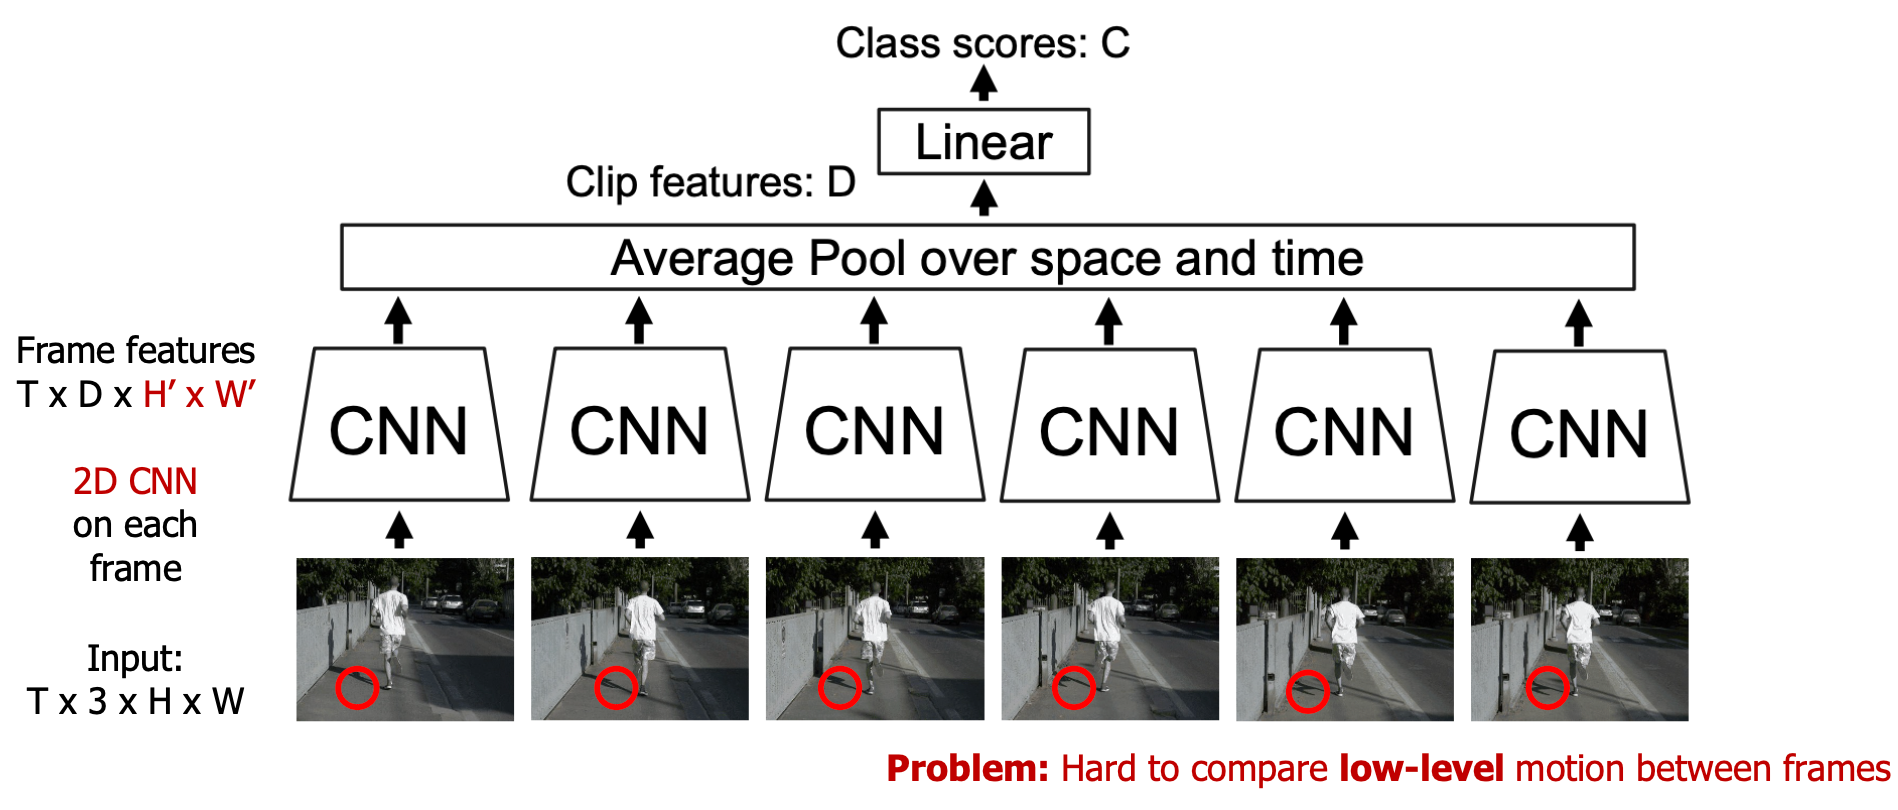 Class scores: C
Linear
Clip features: D
Average Pool over space and time
Frame features
T x D x H’ x W’
CNN CNN CNN CNN CNN CNN
2D CNN
on each
frame
Input:
T x 3 x H x W
Problem: Hard to compare low-level motion between frames